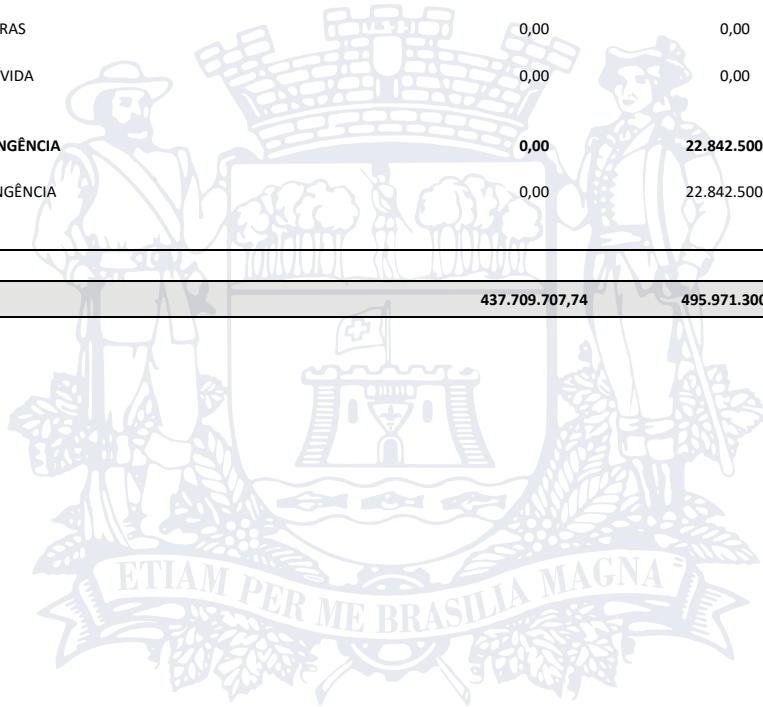 RAS 0,00 0,00
VIDA 0,00 0,00
NGÊNCIA 0,00 22.842.500
NGÊNCIA 0,00 22.842.500
437.709.707,74 495.971.300
ETIAM PER ME BRASILIA MAGNA